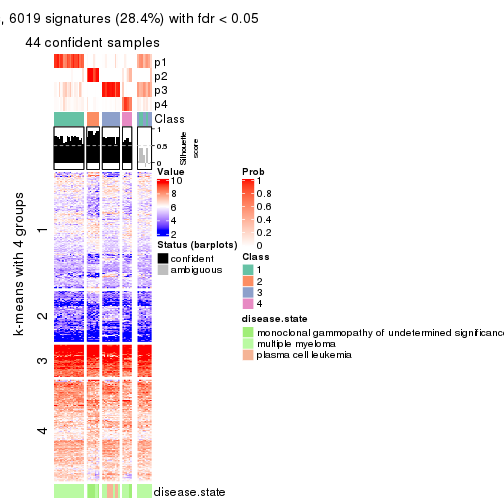 , 6019 signatures (28.4%) with fdr < 0.05
44 confident samples
p1
p2
p3
p4
Class
1
0.5
0
Silhouette
score
k-means with 4 groups
1
2
3
4
Value
10
8
6
4
2
Status (barplots)
confident
ambiguous
Prob
1
0.8
0.6
0.4
0.2
0
Class
1
2
3
4
disease.state
monoclonal gammopathy of undetermined significance
multiple myeloma
plasma cell leukemia
disease.state